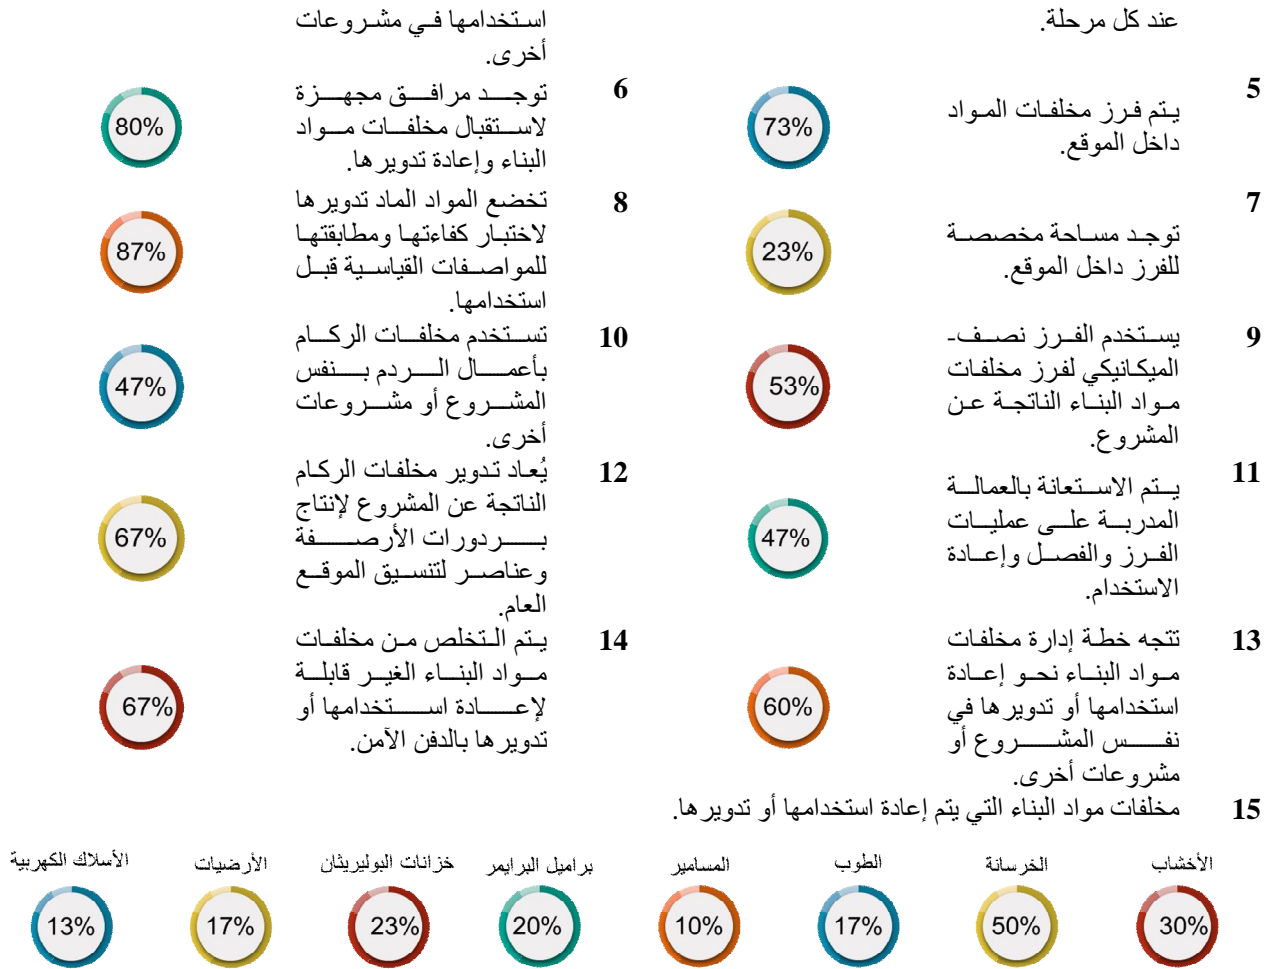 عند كل مرحلة.
استخدامها في مشروعات
أخرى.
5
يتم فرز مخلفات المواد
داخل الموقع.
73%
6
توجد مرافق مجهزة
لاستقبال مخلفات مواد
البناء وإعادة تدويرها.
80%
7
توجد مساحة مخصصة
للفرز داخل الموقع.
23%
8
تخضع المواد الماد تدويرها
لاختبار كفاءتها ومطابقتها
للمواصفات القياسية قبل
استخدامها.
87%
9
يستخدم الفرز نصف-
الميكانيكي لفرز مخلفات
مواد البناء الناتجة عن
المشروع.
53%
10
تستخدم مخلفات الركام
بأعمال الردم بنفس
المشروع أو مشروعات
أخرى.
47%
11
يتم الاستعانة بالعمالة
المدربة على عمليات
الفرز والفصل وإعادة
الاستخدام.
47%
12
يُعاد تدوير مخلفات الركام
الناتجة عن المشروع لإنتاج
بردورات الأرصفة
وعناصر لتنسيق الموقع
العام.
67%
13
تتجه خطة إدارة مخلفات
مواد البناء نحو إعادة
استخدامها أو تدويرها في
نفس المشروع أو
مشروعات أخرى.
60%
14
يتم التخلص من مخلفات
مواد البناء الغير قابلة
لإعادة استخدامها أو
تدويرها بالدفن الآمن.
67%
15
مخلفات مواد البناء التي يتم إعادة استخدامها أو تدويرها.
الأخشاب
30%
الخرسانة
50%
الطوب
17%
المسامير
10%
براميل البرايمر
20%
خزانات البوليريثان
23%
الأرضيات
17%
الأسلاك الكهربية
13%